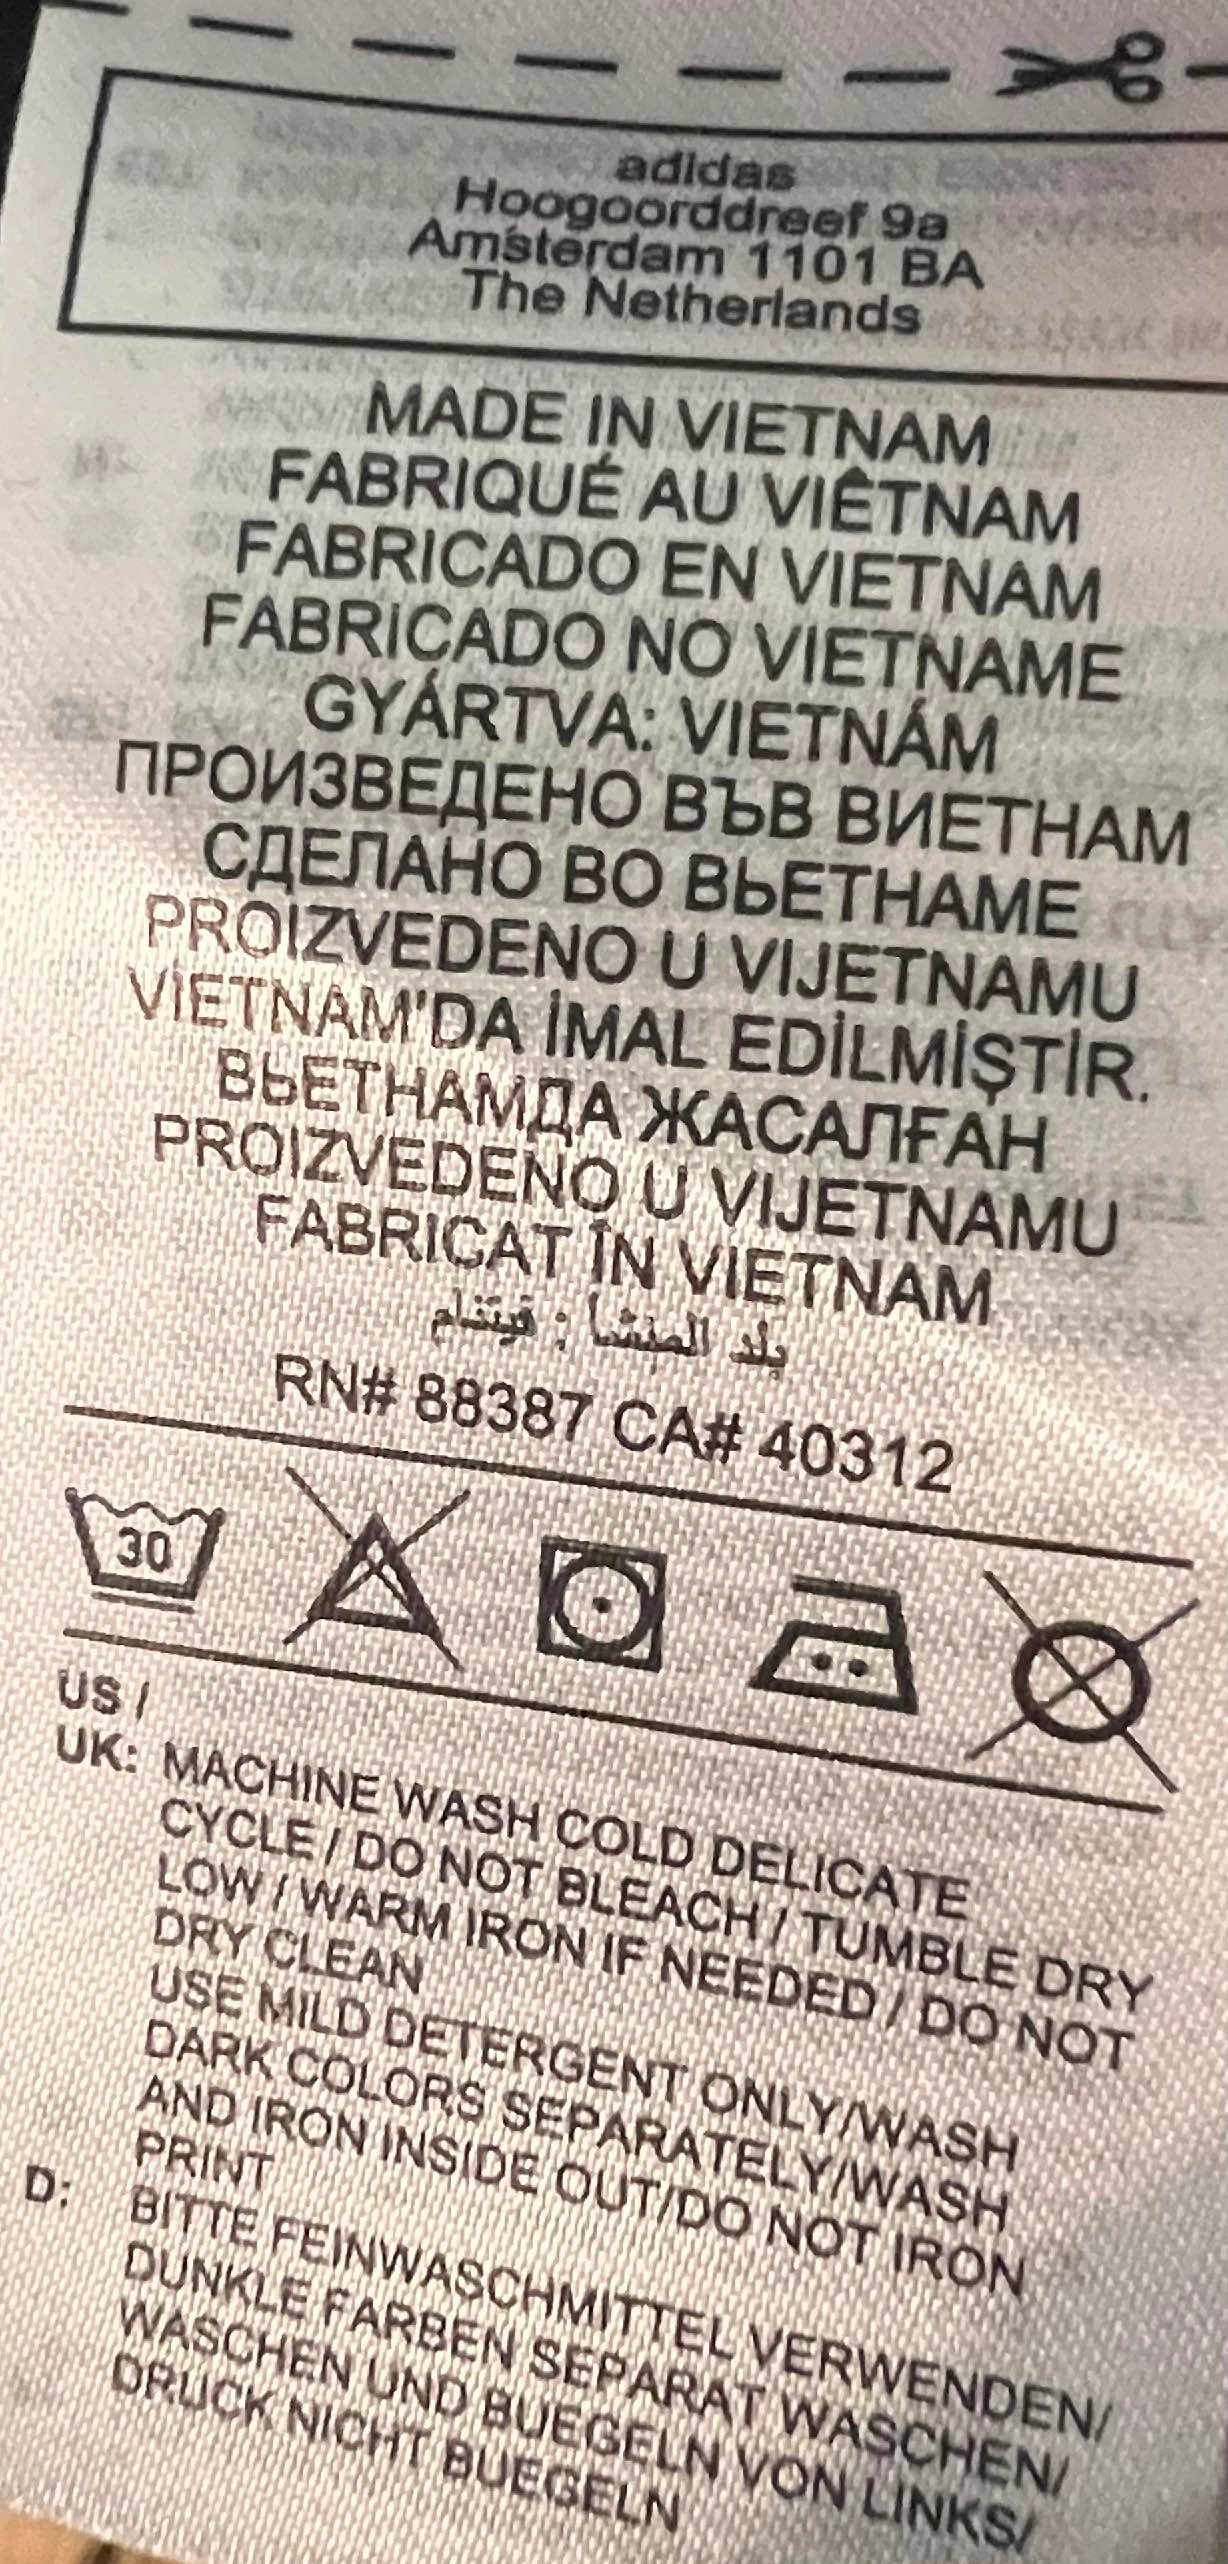 adidas
Hoogoorddreef 9a
Amsterdam 1101 BA
The Netherlands
MADE IN VIETNAM
FABRIQUÉ AU VIÊTNAM
FABRICADO EN VIETNAM
FABRICADO NO VIETNAME
GYÁRTVA: VIETNÁM
ПРОИЗВЕДЕНО ВЪВ ВИЕТНАМ
СДЕЛАНО ВО ВЬЕТНАМЕ
PROIZVEDENO U VIJETNAMU
VİETNAM'DA İMAL EDİLMİŞTİR.
ВЬЕТНАМДА ЖАСАЛҒАН
PROIZVEDENO U VIJETNAMU
FABRICAT ÎN VIETNAM
بلد المنشأ : فيتنام
RN# 88387 CA# 40312
30
US /
UK: MACHINE WASH COLD DELICATE
CYCLE / DO NOT BLEACH / TUMBLE DRY
LOW / WARM IRON IF NEEDED / DO NOT
DRY CLEAN
USE MILD DETERGENT ONLY/WASH
DARK COLORS SEPARATELY/WASH
AND IRON INSIDE OUT/DO NOT IRON
PRINT
D: BITTE FEINWASCHMITTEL VERWENDEN/
DUNKLE FARBEN SEPARAT WASCHEN/
WASCHEN UND BUEGELN VON LINKS/
DRUCK NICHT BUEGELN